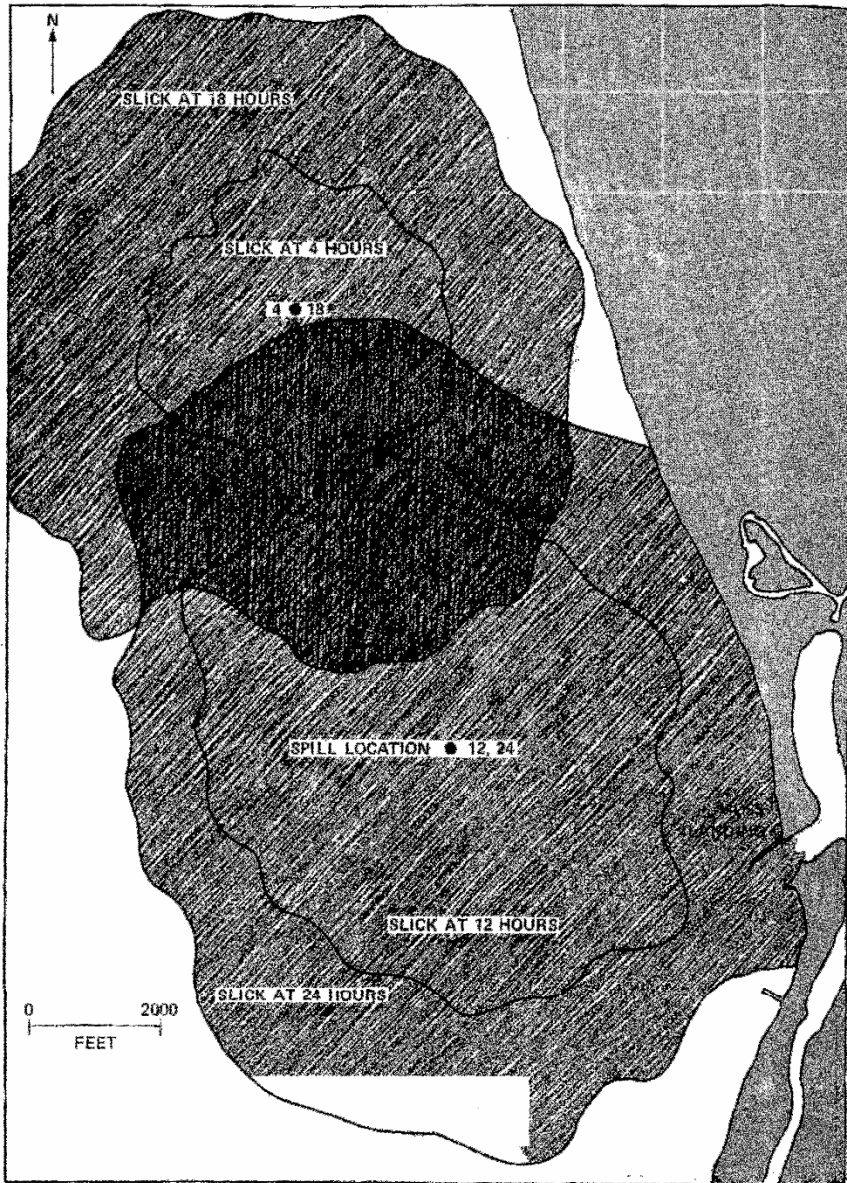 N
SLICK AT 18 HOURS
SLICK AT 4 HOURS
4 ● 18
SPILL LOCATION ● 12, 24
SLICK AT 12 HOURS
SLICK AT 24 HOURS
0 2000
FEET